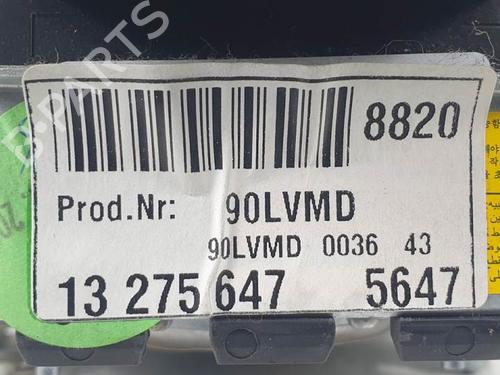 8820
Prod.Nr: 90LVMD
90LVMD 0036 43
13 275 647 5647
B-PARTS